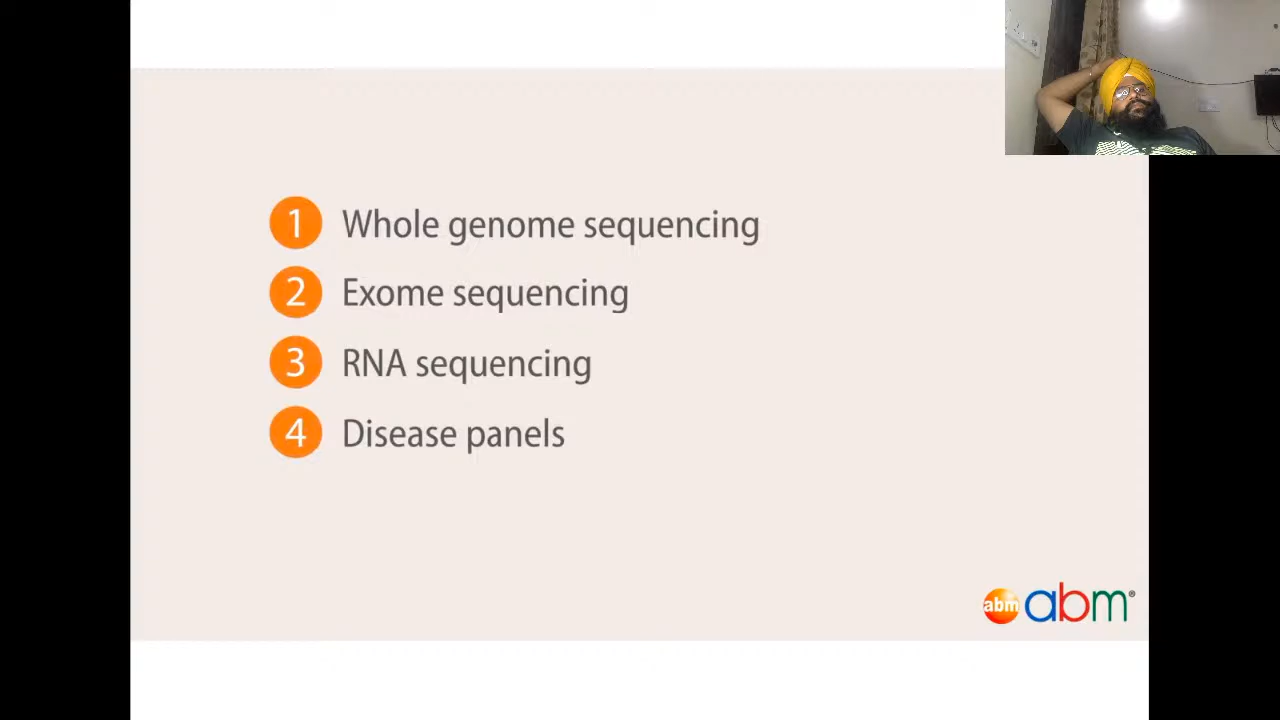 1 Whole genome sequencing
2 Exome sequencing
3 RNA sequencing
4 Disease panels
abm abm®